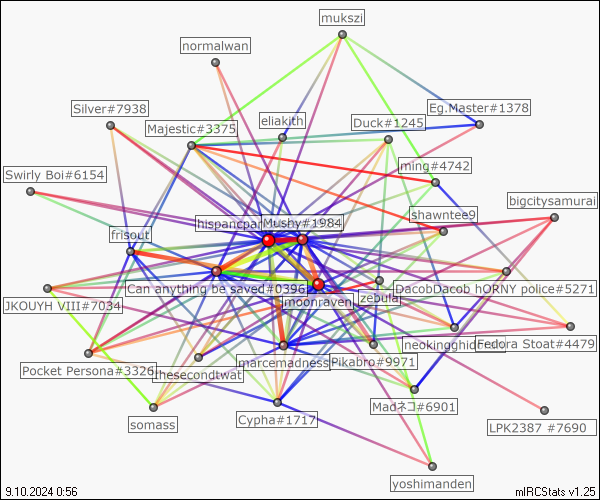 mukszi
normalwan
Silver#7938
Eg.Master#1378
eliakith
Duck#1245
Majestic#3375
ming#4742
Swirly Boi#6154
bigcitysamurai
shawntee9
hispancpar
Mushy#1984
frisout
Can anything be saved#0396
DacobDacob hORNY police#5271
moonraven
zebulal
JKOUYH VIII#7034
neokingghidorah
Fedora Stoat#4479
marcemadness
Pikabro#9971
Pocket Persona#3326
thesecondtwat
Madネコ#6901
Cypha#1717
somass
LPK2387 #7690
yoshimanden
9.10.2024 0:56
mIRCStats v1.25